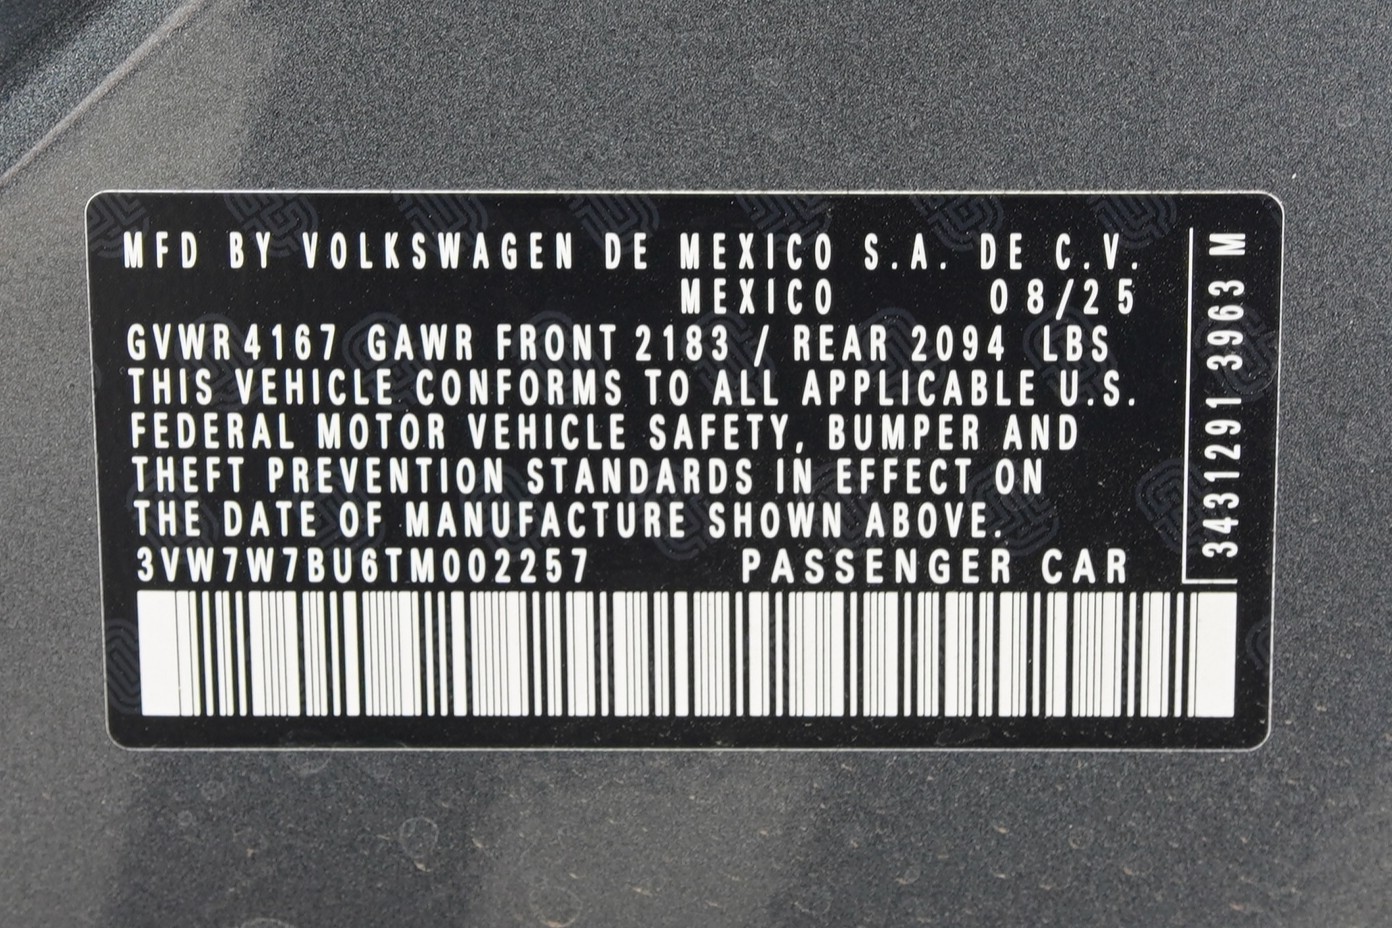 MFD BY VOLKSWAGEN DE MEXICO S.A. DE C.V.
MEXICO 08/25
GVWR 4167 GAWR FRONT 2183 / REAR 2094 LBS
THIS VEHICLE CONFORMS TO ALL APPLICABLE U.S.
FEDERAL MOTOR VEHICLE SAFETY, BUMPER AND
THEFT PREVENTION STANDARDS IN EFFECT ON
THE DATE OF MANUFACTURE SHOWN ABOVE.
3VW7W7BU6TM002257 PASSENGER CAR
3431291 3963 M